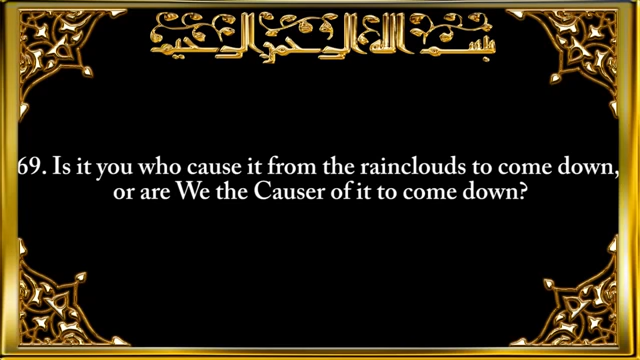 بسم الله الرحمن الرحيم
69. Is it you who cause it from the rainclouds to come down,
or are We the Causer of it to come down?